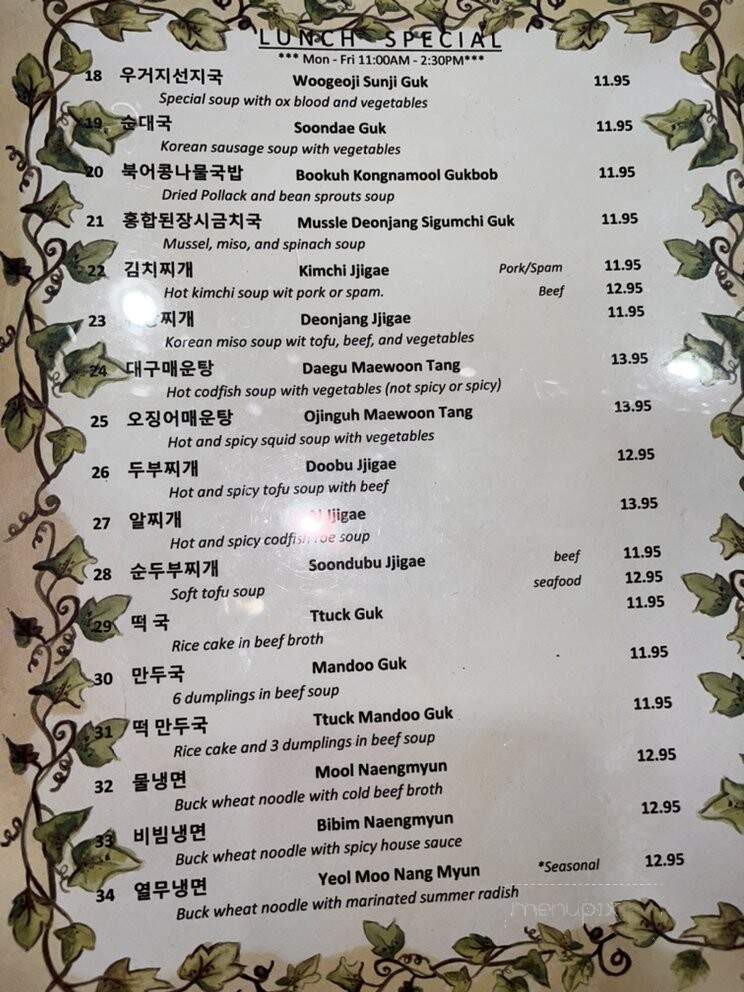 LUNCH SPECIAL
*** Mon - Fri 11:00AM - 2:30PM***
18 우거지선지국 Woogeoji Sunji Guk 11.95
Special soup with ox blood and vegetables
19 순대국 Soondae Guk 11.95
Korean sausage soup with vegetables
20 북어콩나물국밥 Bookuh Kongnamool Gukbob 11.95
Dried Pollack and bean sprouts soup
21 홍합된장시금치국 Mussle Deonjang Sigumchi Guk 11.95
Mussel, miso, and spinach soup
22 김치찌개 Kimchi Jjigae Pork/Spam 11.95
Hot kimchi soup wit pork or spam. Beef 12.95
23 Deonjang Jjigae 11.95
Korean miso soup wit tofu, beef, and vegetables
24 대구매운탕 Daegu Maewoon Tang 13.95
Hot codfish soup with vegetables (not spicy or spicy)
25 오징어매운탕 Ojinguh Maewoon Tang 13.95
Hot and spicy squid soup with vegetables
26 두부찌개 Doobu Jjigae 12.95
Hot and spicy tofu soup with beef
27 알찌개 Jjigae 13.95
Hot and spicy codfish roe soup
28 순두부찌개 Soondubu Jjigae beef 11.95
Soft tofu soup seafood 12.95
29 떡 국 Ttuck Guk 11.95
Rice cake in beef broth
30 만두국 Mandoo Guk 11.95
6 dumplings in beef soup
31 떡 만두국 Ttuck Mandoo Guk 11.95
Rice cake and 3 dumplings in beef soup
32 물냉면 Mool Naengmyun 12.95
Buck wheat noodle with cold beef broth
33 비빔냉면 Bibim Naengmyun 12.95
Buck wheat noodle with spicy house sauce
34 열무냉면 Yeol Moo Nang Myun *Seasonal 12.95
Buck wheat noodle with marinated summer radish
menupix